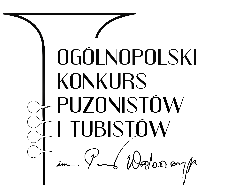 OGÓLNOPOLSKI
KONKURS
PUZONISTÓW
I TUBISTÓW
im.